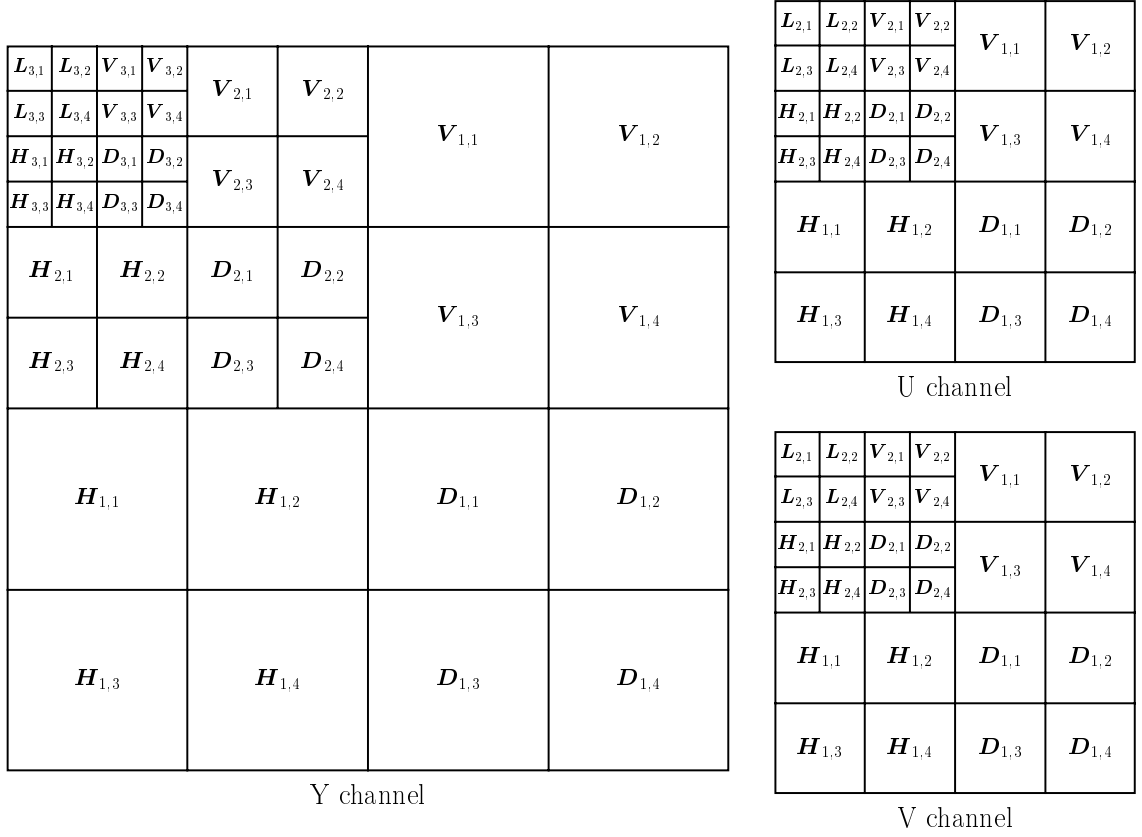 L3,1 L3,2 V3,1 V3,2
L3,3 L3,4 V3,3 V3,4
H3,1 H3,2 D3,1 D3,2
H3,3 H3,4 D3,3 D3,4
V2,1 V2,2
V2,3 V2,4
H2,1 H2,2 D2,1 D2,2
H2,3 H2,4 D2,3 D2,4
V1,1 V1,2
V1,3 V1,4
H1,1 H1,2 D1,1 D1,2
H1,3 H1,4 D1,3 D1,4
Y channel
L2,1 L2,2 V2,1 V2,2
L2,3 L2,4 V2,3 V2,4
H2,1 H2,2 D2,1 D2,2
H2,3 H2,4 D2,3 D2,4
V1,1 V1,2
V1,3 V1,4
H1,1 H1,2 D1,1 D1,2
H1,3 H1,4 D1,3 D1,4
U channel
L2,1 L2,2 V2,1 V2,2
L2,3 L2,4 V2,3 V2,4
H2,1 H2,2 D2,1 D2,2
H2,3 H2,4 D2,3 D2,4
V1,1 V1,2
V1,3 V1,4
H1,1 H1,2 D1,1 D1,2
H1,3 H1,4 D1,3 D1,4
V channel